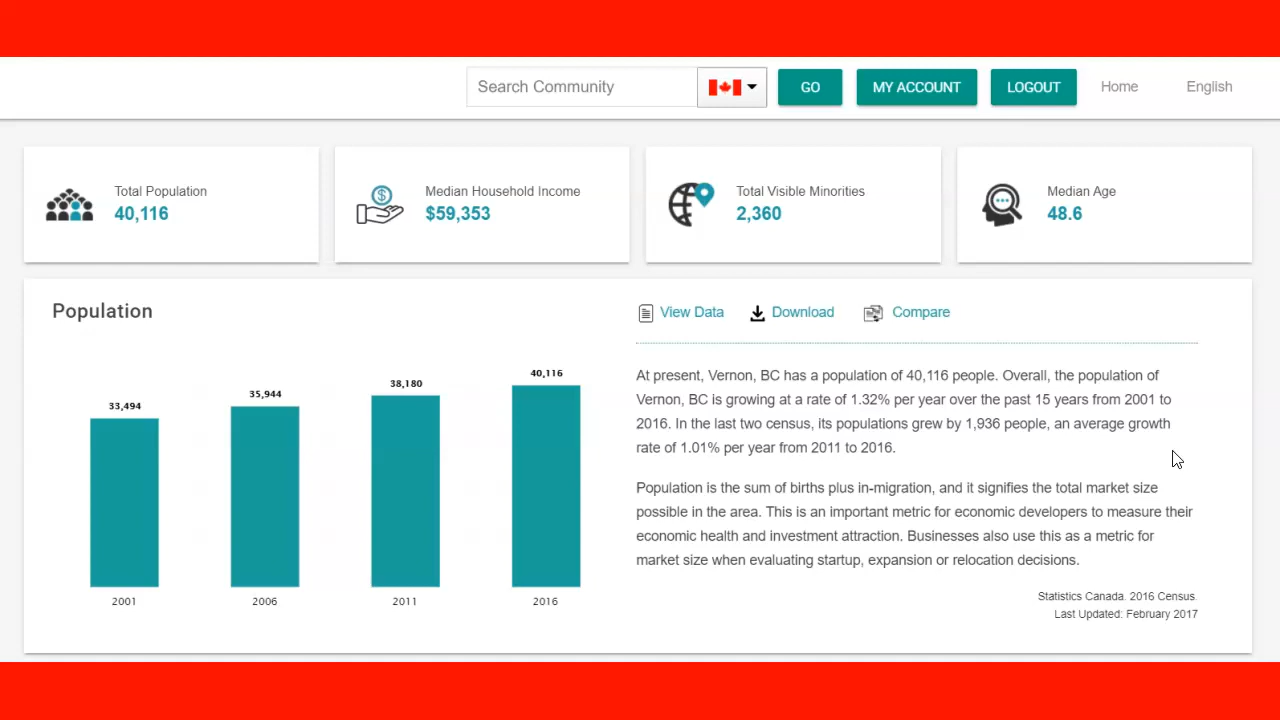 Search Community
GO
MY ACCOUNT
LOGOUT
Home
English
Total Population
40,116
Median Household Income
$59,353
Total Visible Minorities
2,360
Median Age
48.6
Population
33,494
35,944
38,180
40,116
2001
2006
2011
2016
View Data
Download
Compare
At present, Vernon, BC has a population of 40,116 people. Overall, the population of
Vernon, BC is growing at a rate of 1.32% per year over the past 15 years from 2001 to
2016. In the last two census, its populations grew by 1,936 people, an average growth
rate of 1.01% per year from 2011 to 2016.
Population is the sum of births plus in-migration, and it signifies the total market size
possible in the area. This is an important metric for economic developers to measure their
economic health and investment attraction. Businesses also use this as a metric for
market size when evaluating startup, expansion or relocation decisions.
Statistics Canada. 2016 Census.
Last Updated: February 2017